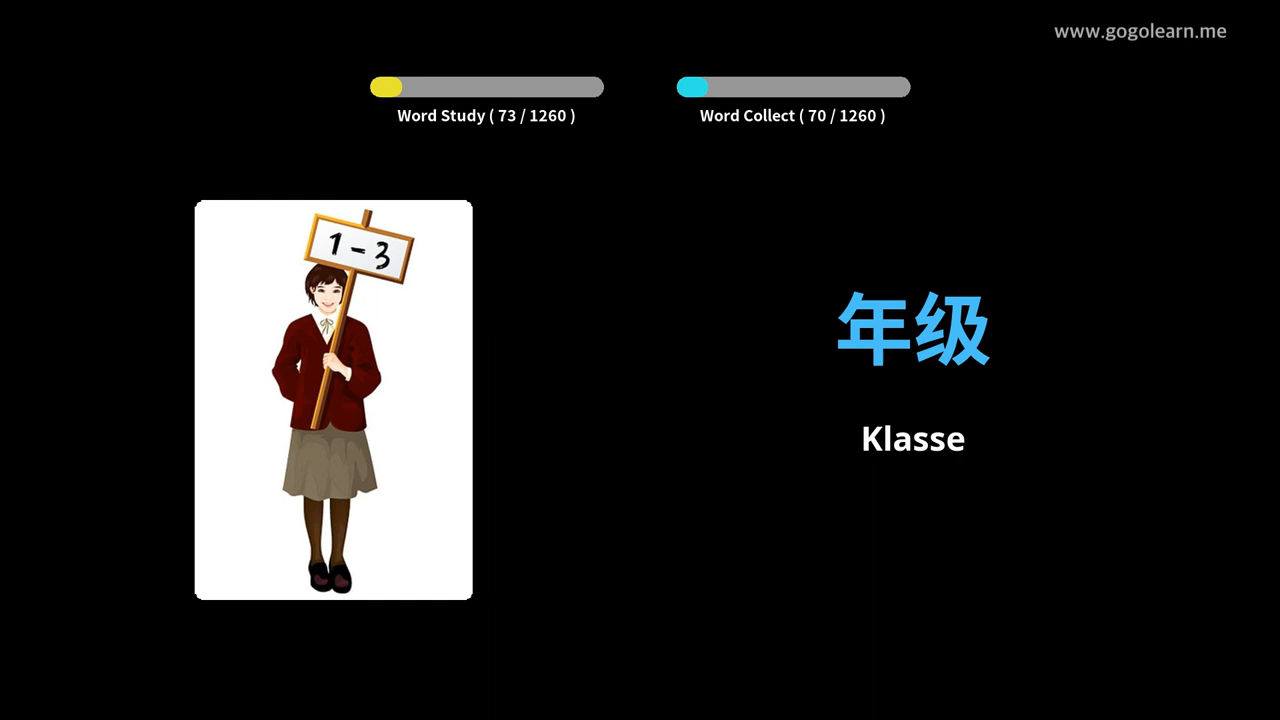 www.gogolearn.me
Word Study ( 73 / 1260 )
Word Collect ( 70 / 1260 )
1 - 3
年级
Klasse